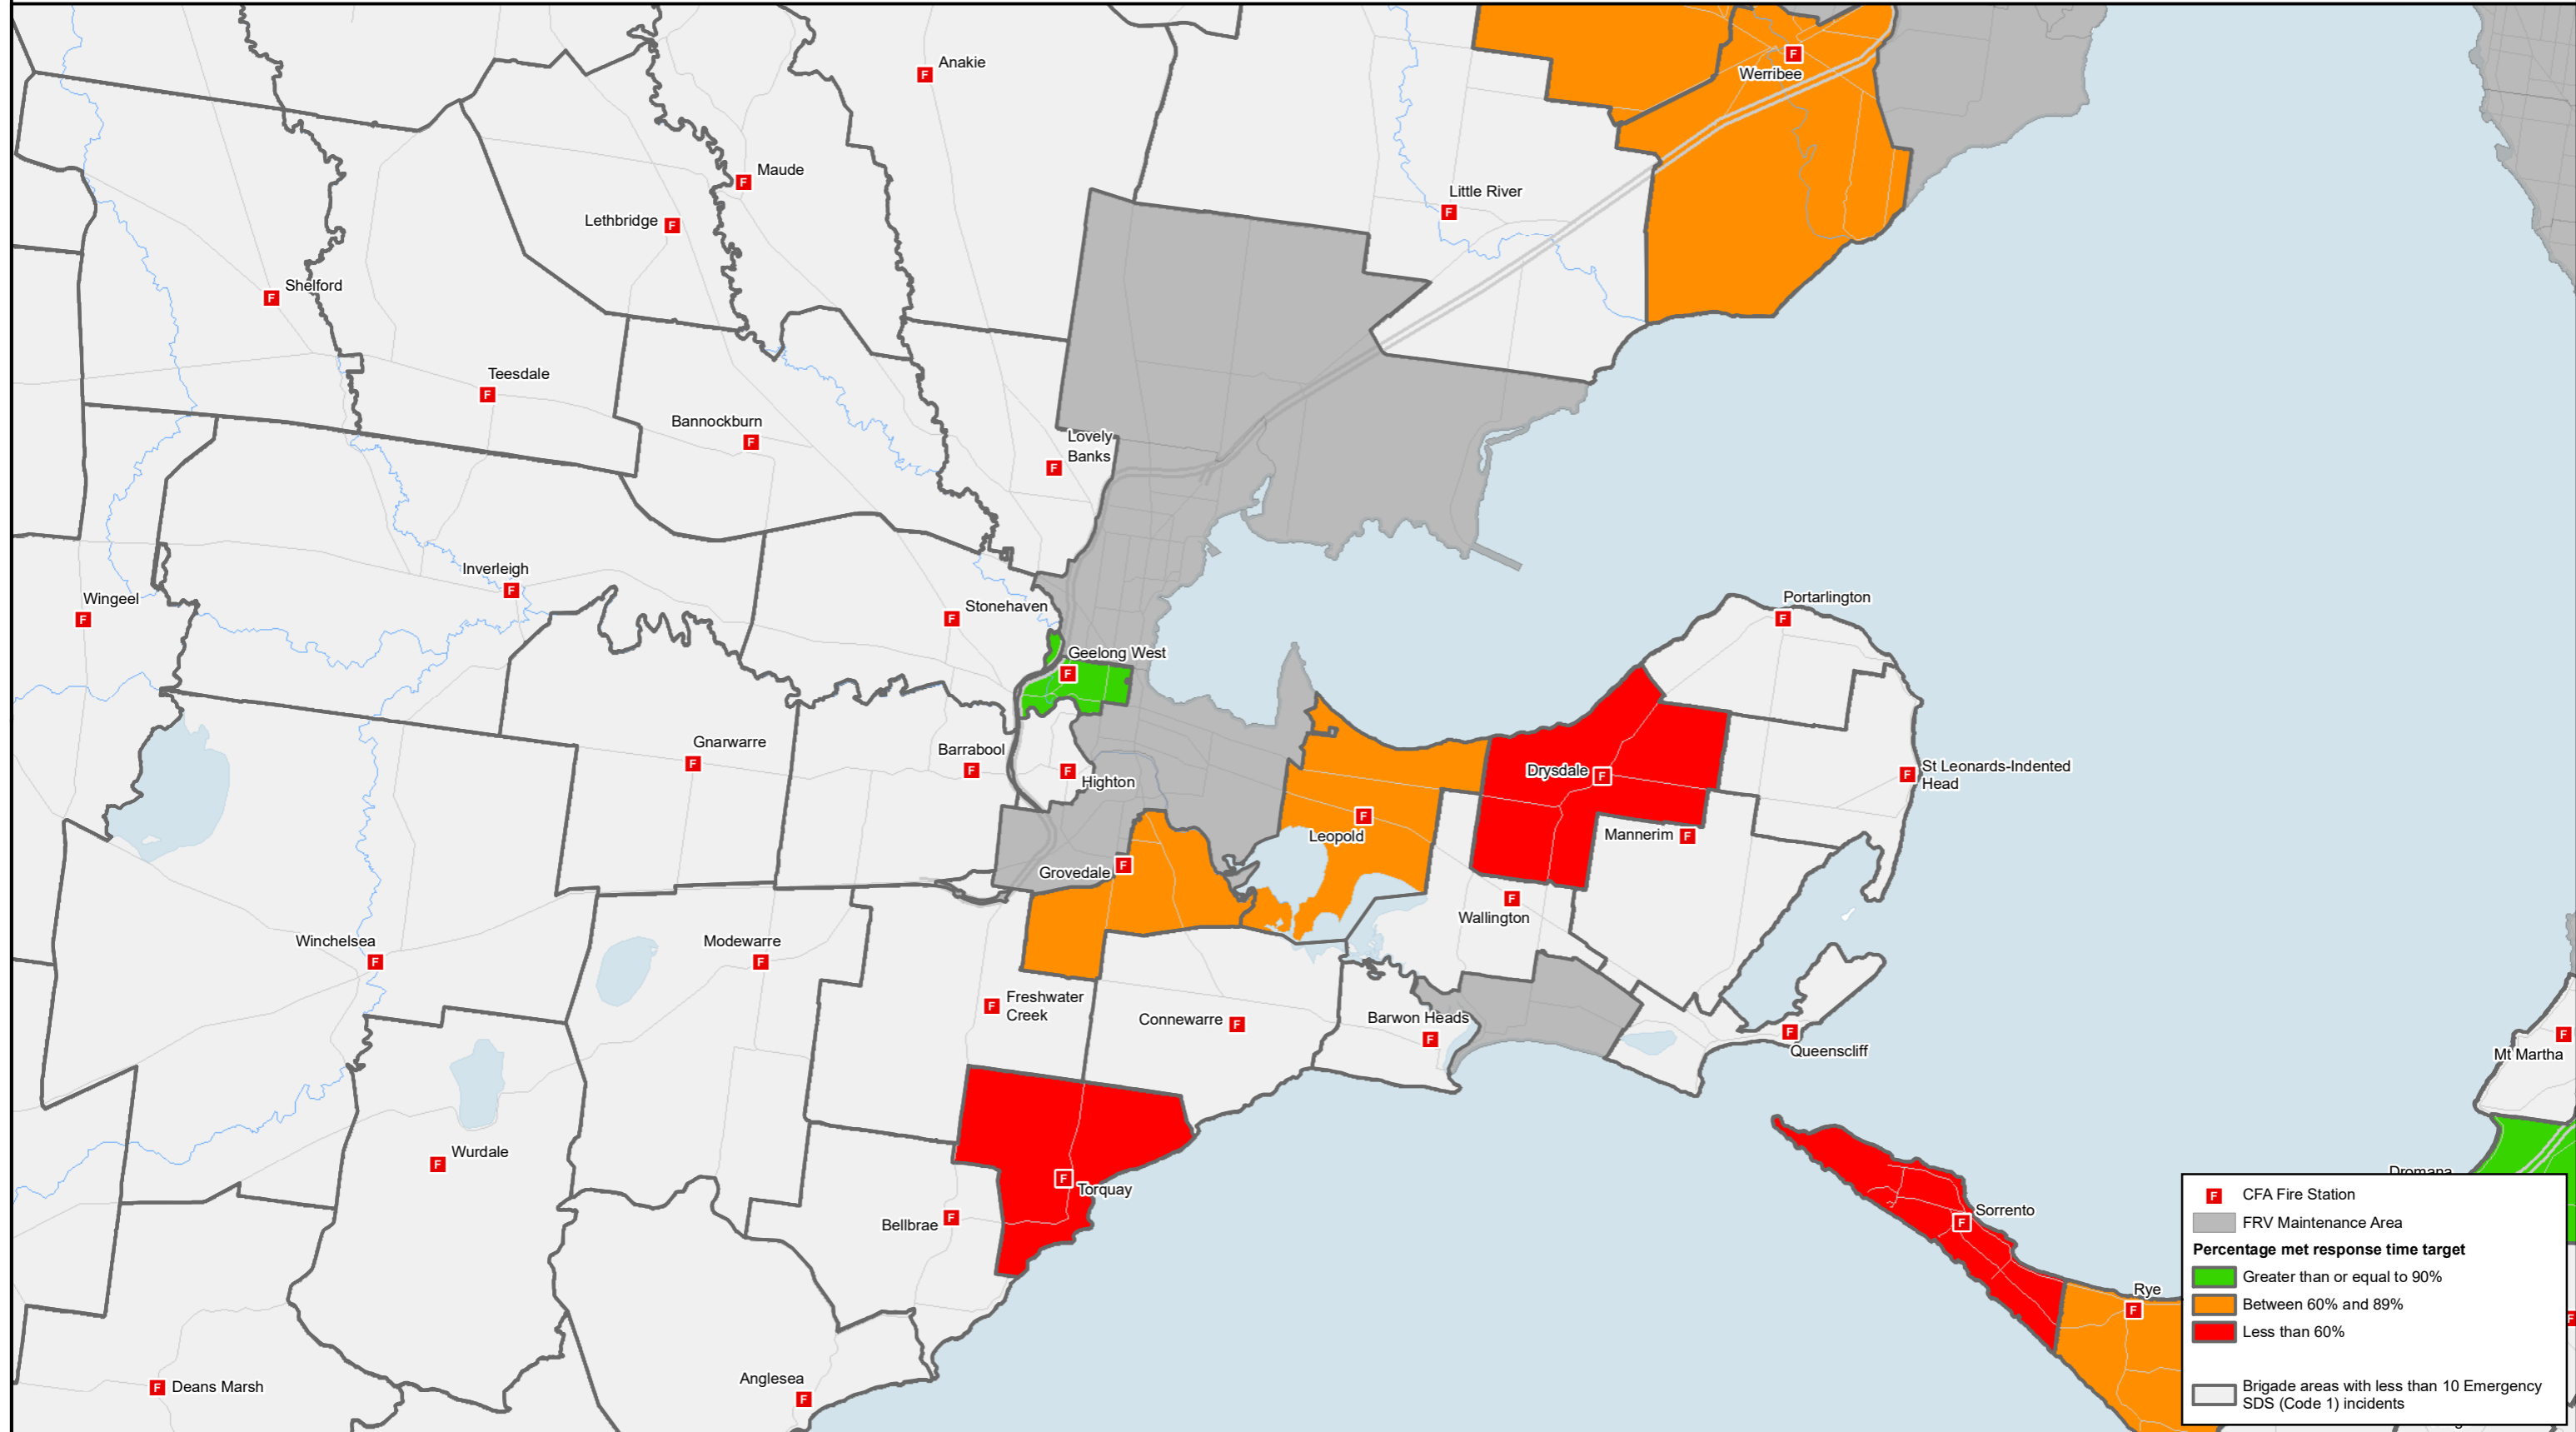 Anakie
Werribee
Maude
Little River
Lethbridge
Shelford
Teesdale
Bannockburn
Lovely
Banks
Inverleigh
Wingeel
Stonehaven
Portarlington
Geelong West
Gnarwarre
Barrabool
Highton
Drysdale
St Leonards-Indented
Head
Leopold
Mannerim
Grovedale
Wallington
Winchelsea
Modewarre
Freshwater
Creek
Connewarre
Barwon Heads
Queenscliff
Mt Martha
Wurdale
Torquay
Bellbrae
Dromana
Sorrento
Rye
Deans Marsh
Anglesea
F CFA Fire Station
FRV Maintenance Area
Percentage met response time target
Greater than or equal to 90%
Between 60% and 89%
Less than 60%
Brigade areas with less than 10 Emergency
SDS (Code 1) incidents